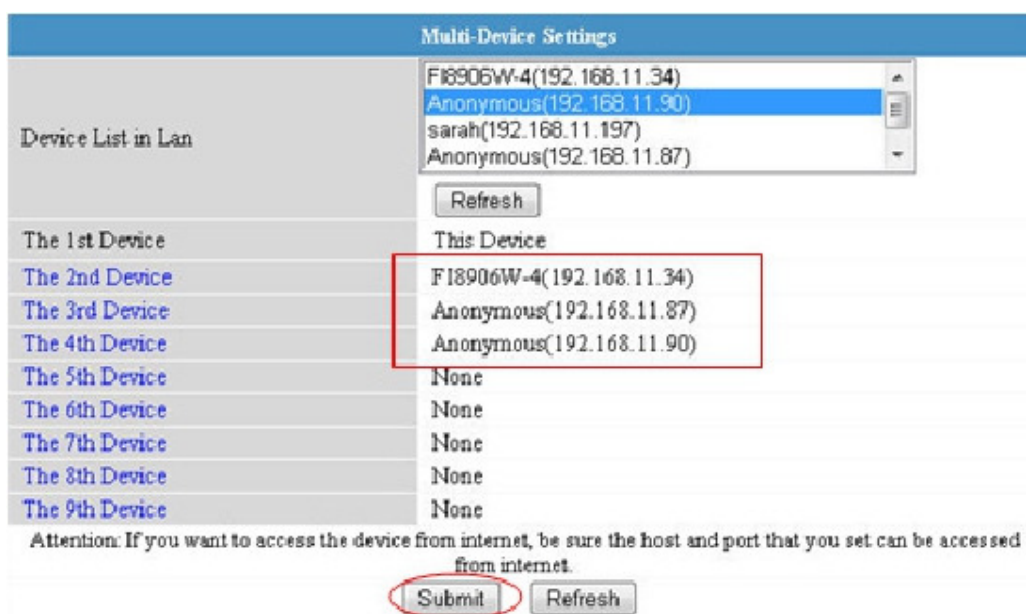 Multi-Device Settings
Device List in Lan
FI8906W-4(192.168.11.34)
Anonymous(192.168.11.90)
sarah(192.168.11.197)
Anonymous(192.168.11.87)
Refresh
The 1st Device This Device
The 2nd Device FI8906W-4(192.168.11.34)
The 3rd Device Anonymous(192.168.11.87)
The 4th Device Anonymous(192.168.11.90)
The 5th Device None
The 6th Device None
The 7th Device None
The 8th Device None
The 9th Device None
Attention: If you want to access the device from internet, be sure the host and port that you set can be accessed
from internet.
Submit Refresh